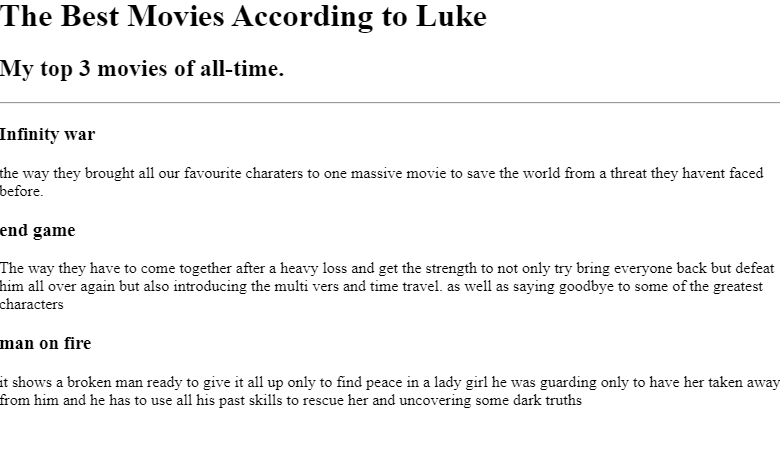 The Best Movies According to Luke
My top 3 movies of all-time.
Infinity war
the way they brought all our favourite charaters to one massive movie to save the world from a threat they havent faced
before.
end game
The way they have to come together after a heavy loss and get the strength to not only try bring everyone back but defeat
him all over again but also introducing the multi vers and time travel. as well as saying goodbye to some of the greatest
characters
man on fire
it shows a broken man ready to give it all up only to find peace in a lady girl he was guarding only to have her taken away
from him and he has to use all his past skills to rescue her and uncovering some dark truths